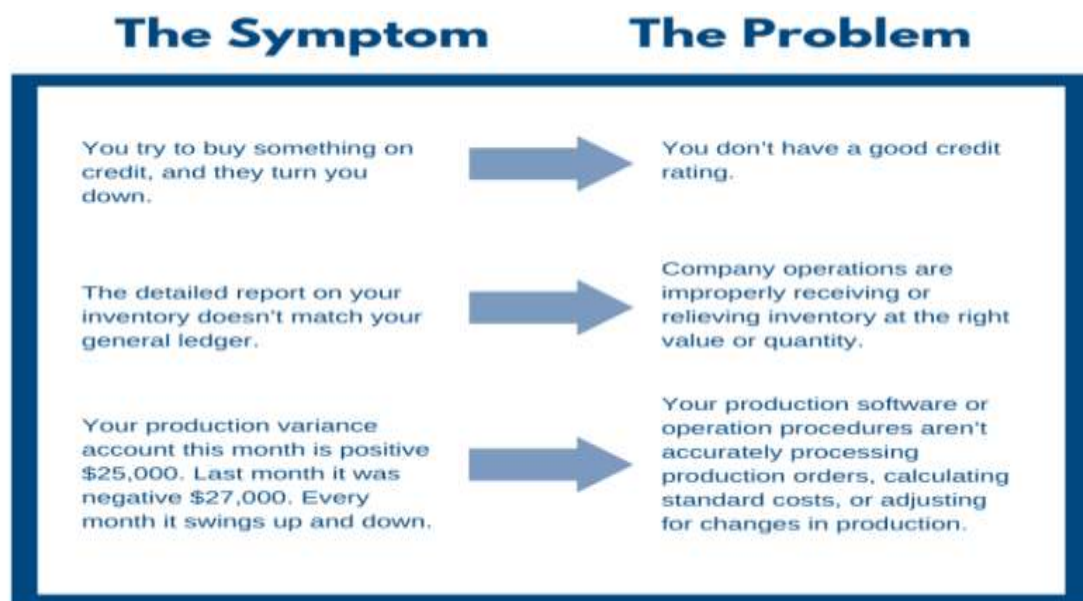 The Symptom
The Problem
You try to buy something on
credit, and they turn you
down.
You don't have a good credit
rating.
The detailed report on your
inventory doesn't match your
general ledger.
Company operations are
improperly receiving or
relieving inventory at the right
value or quantity.
Your production variance
account this month is positive
$25,000. Last month it was
negative $27,000. Every
month it swings up and down.
Your production software or
operation procedures aren't
accurately processing
production orders, calculating
standard costs, or adjusting
for changes in production.